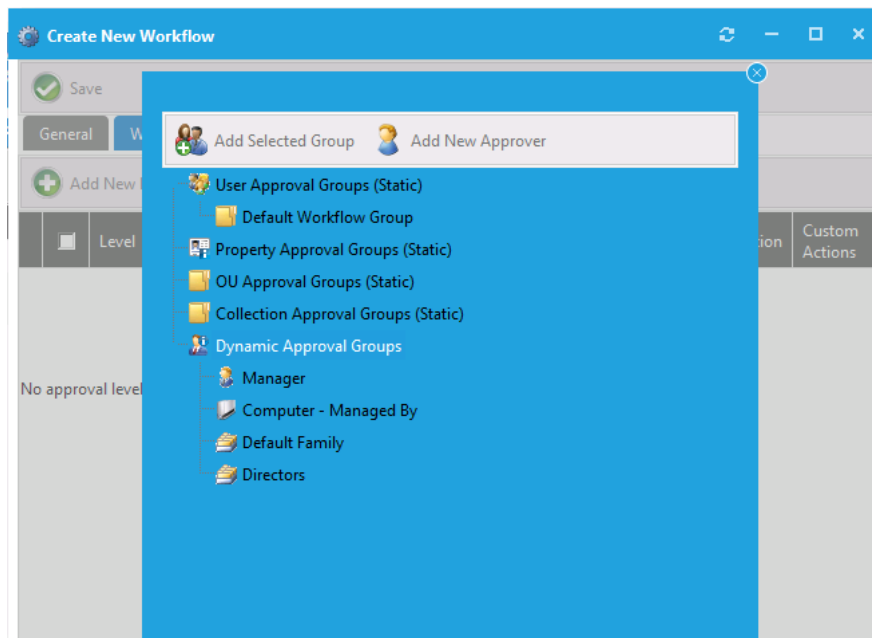 Create New Workflow
Save
General W
Add Selected Group Add New Approver
Add New
User Approval Groups (Static)
Default Workflow Group
Property Approval Groups (Static)
OU Approval Groups (Static)
Collection Approval Groups (Static)
Dynamic Approval Groups
Manager
Computer - Managed By
Default Family
Directors
Level
ion
Custom
Actions
No approval level